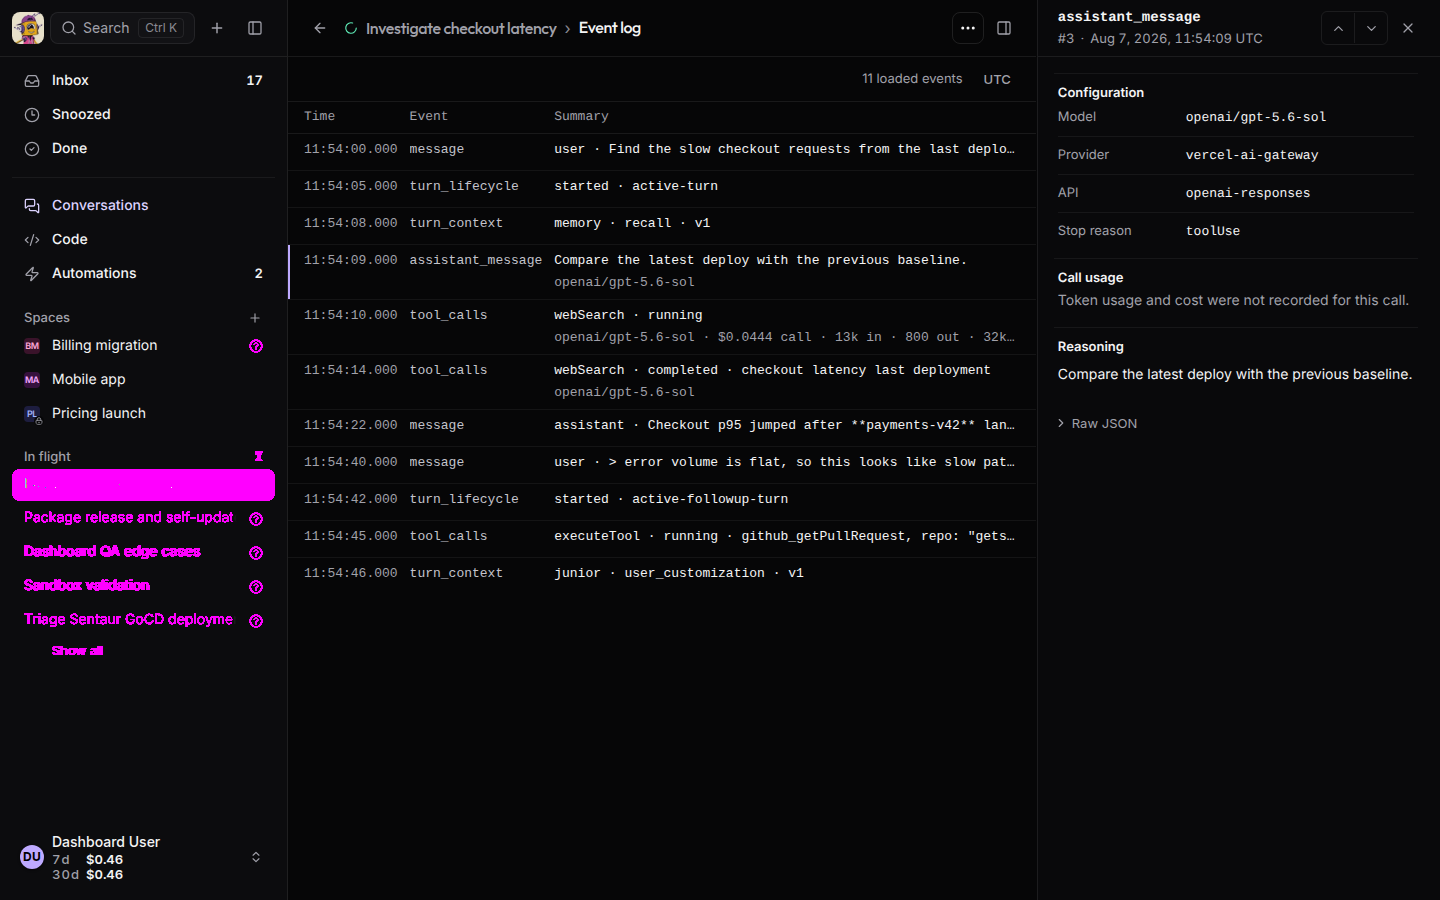 Search Ctrl K
Inbox 17
Snoozed
Done
Conversations
Code
Automations 2
Spaces
BM Billing migration
MA Mobile app
PL Pricing launch
In flight
Package release and self-updat
Dashboard QA edge cases
Sandbox validation
Triage Sentaur GoCD deployme
Show all
DU Dashboard User
7d $0.46
30d $0.46
Investigate checkout latency › Event log
11 loaded events UTC
Time Event Summary
11:54:00.000 message user · Find the slow checkout requests from the last deplo…
11:54:05.000 turn_lifecycle started · active-turn
11:54:08.000 turn_context memory · recall · v1
11:54:09.000 assistant_message Compare the latest deploy with the previous baseline.
openai/gpt-5.6-sol
11:54:10.000 tool_calls webSearch · running
openai/gpt-5.6-sol · $0.0444 call · 13k in · 800 out · 32k…
11:54:14.000 tool_calls webSearch · completed · checkout latency last deployment
openai/gpt-5.6-sol
11:54:22.000 message assistant · Checkout p95 jumped after **payments-v42** lan…
11:54:40.000 message user · > error volume is flat, so this looks like slow pat…
11:54:42.000 turn_lifecycle started · active-followup-turn
11:54:45.000 tool_calls executeTool · running · github_getPullRequest, repo: "gets…
11:54:46.000 turn_context junior · user_customization · v1
assistant_message
#3 · Aug 7, 2026, 11:54:09 UTC
Configuration
Model openai/gpt-5.6-sol
Provider vercel-ai-gateway
API openai-responses
Stop reason toolUse
Call usage
Token usage and cost were not recorded for this call.
Reasoning
Compare the latest deploy with the previous baseline.
Raw JSON